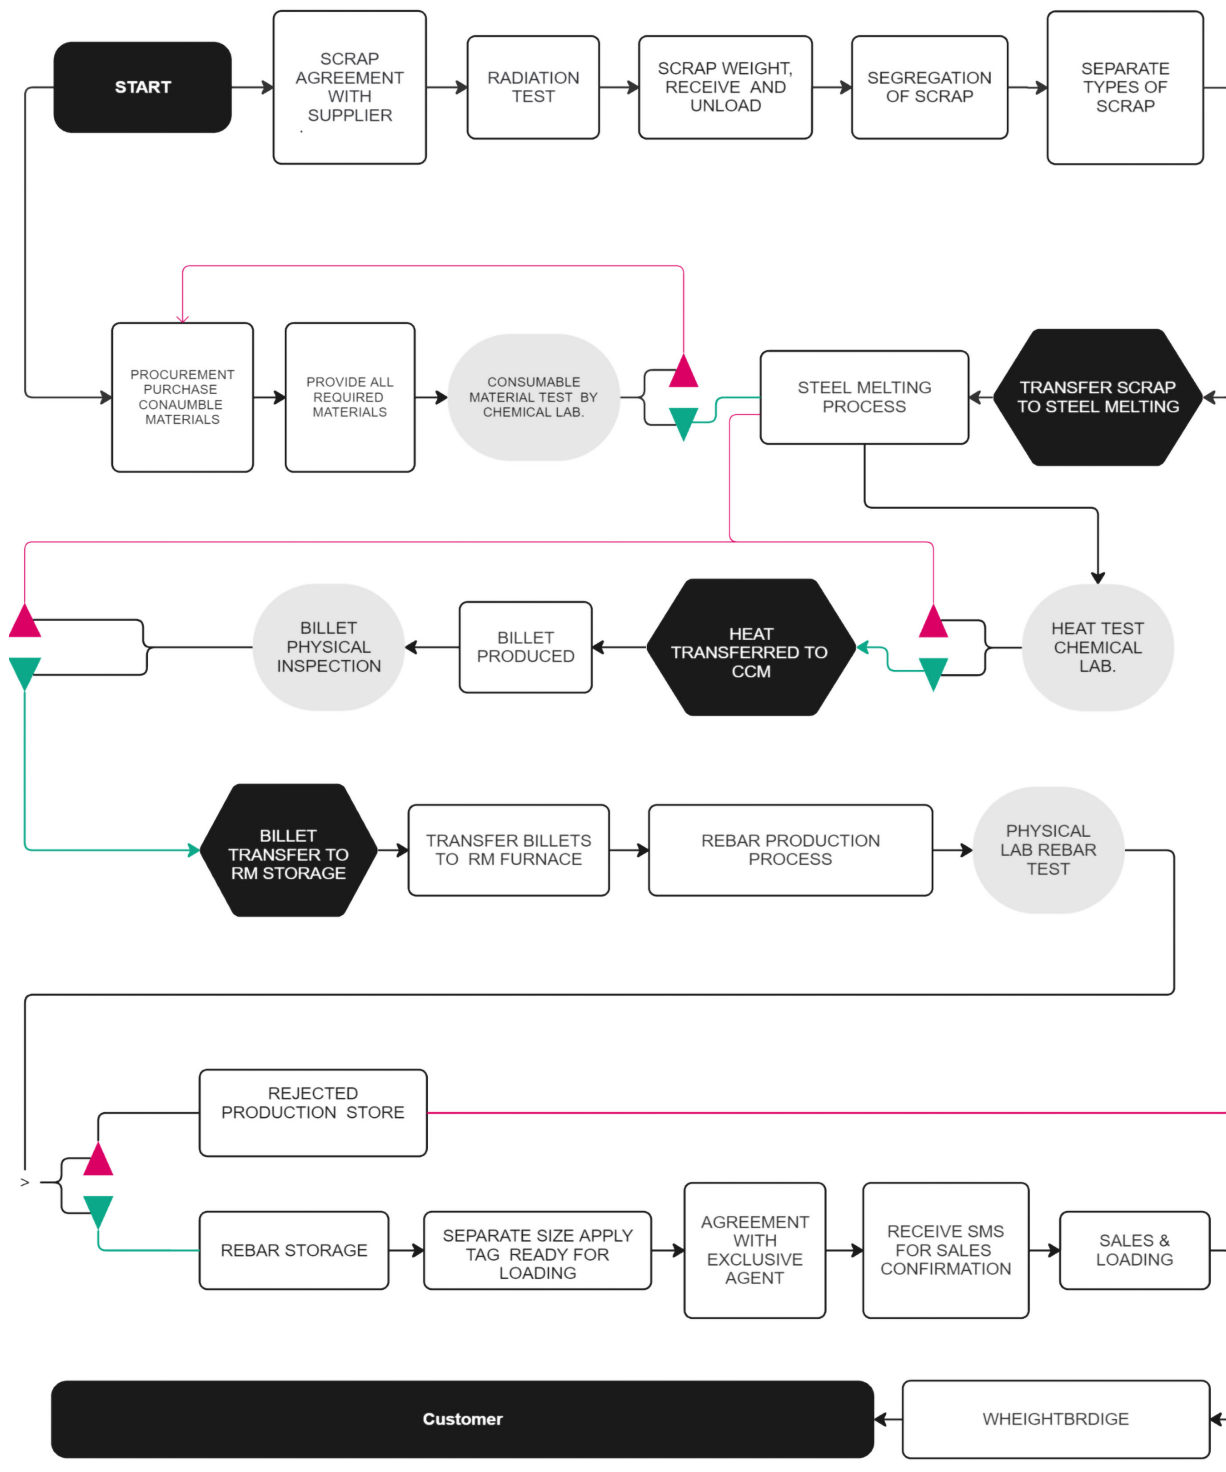 START
SCRAP
AGREEMENT
WITH
SUPPLIER
.
RADIATION
TEST
SCRAP WEIGHT,
RECEIVE AND
UNLOAD
SEGREGATION
OF SCRAP
SEPARATE
TYPES OF
SCRAP
PROCUREMENT
PURCHASE
CONAUMBLE
MATERIALS
PROVIDE ALL
REQUIRED
MATERIALS
CONSUMABLE
MATERIAL TEST BY
CHEMICAL LAB.
STEEL MELTING
PROCESS
TRANSFER SCRAP
TO STEEL MELTING
BILLET
PHYSICAL
INSPECTION
BILLET
PRODUCED
HEAT
TRANSFERRED TO
CCM
HEAT TEST
CHEMICAL
LAB.
BILLET
TRANSFER TO
RM STORAGE
TRANSFER BILLETS
TO RM FURNACE
REBAR PRODUCTION
PROCESS
PHYSICAL
LAB REBAR
TEST
REJECTED
PRODUCTION STORE
>
REBAR STORAGE
SEPARATE SIZE APPLY
TAG READY FOR
LOADING
AGREEMENT
WITH
EXCLUSIVE
AGENT
RECEIVE SMS
FOR SALES
CONFIRMATION
SALES &
LOADING
Customer
WHEIGHTBRDIGE